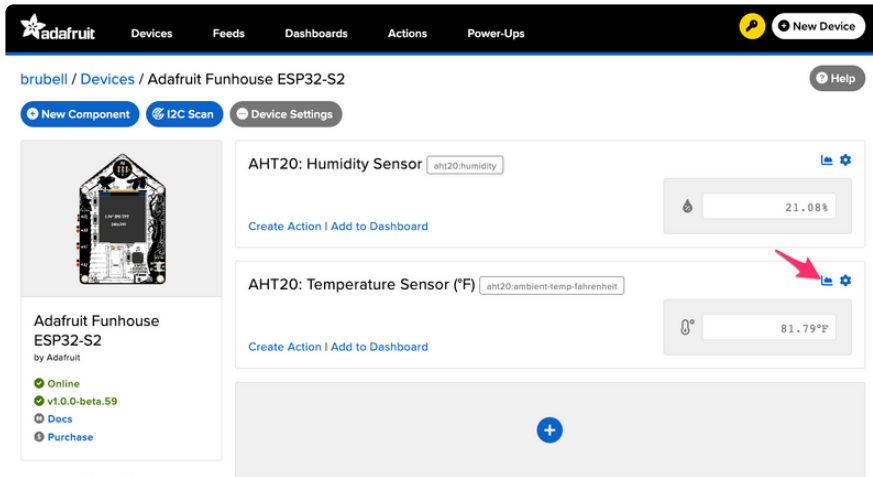 adafruit Devices Feeds Dashboards Actions Power-Ups New Device
brubell / Devices / Adafruit Funhouse ESP32-S2 Help
New Component I2C Scan Device Settings
AHT20: Humidity Sensor aht20:humidity
21.08%
Create Action | Add to Dashboard
AHT20: Temperature Sensor (°F) aht20:ambient-temp-fahrenheit
81.79°F
Create Action | Add to Dashboard
Adafruit Funhouse
ESP32-S2
by Adafruit
Online
v1.0.0-beta.59
Docs
Purchase